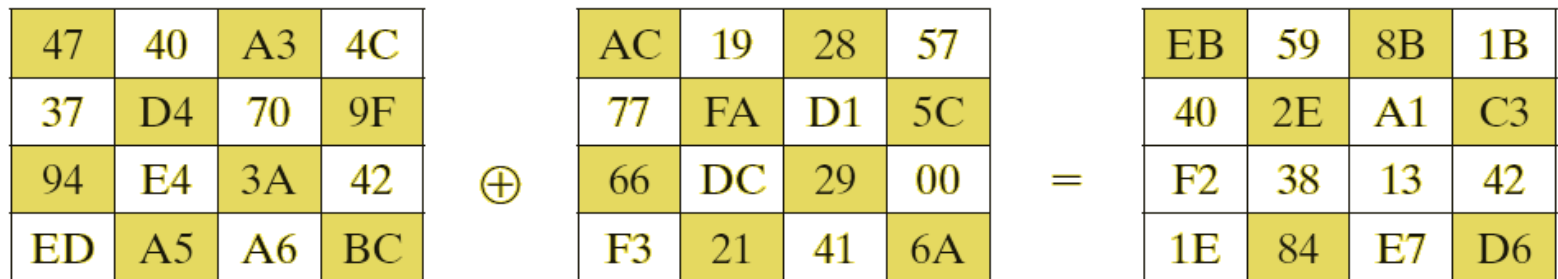 47 40 A3 4C AC 19 28 57 EB 59 8B 1B
37 D4 70 9F 77 FA D1 5C 40 2E A1 C3
94 E4 3A 42 ⊕ 66 DC 29 00 = F2 38 13 42
ED A5 A6 BC F3 21 41 6A 1E 84 E7 D6